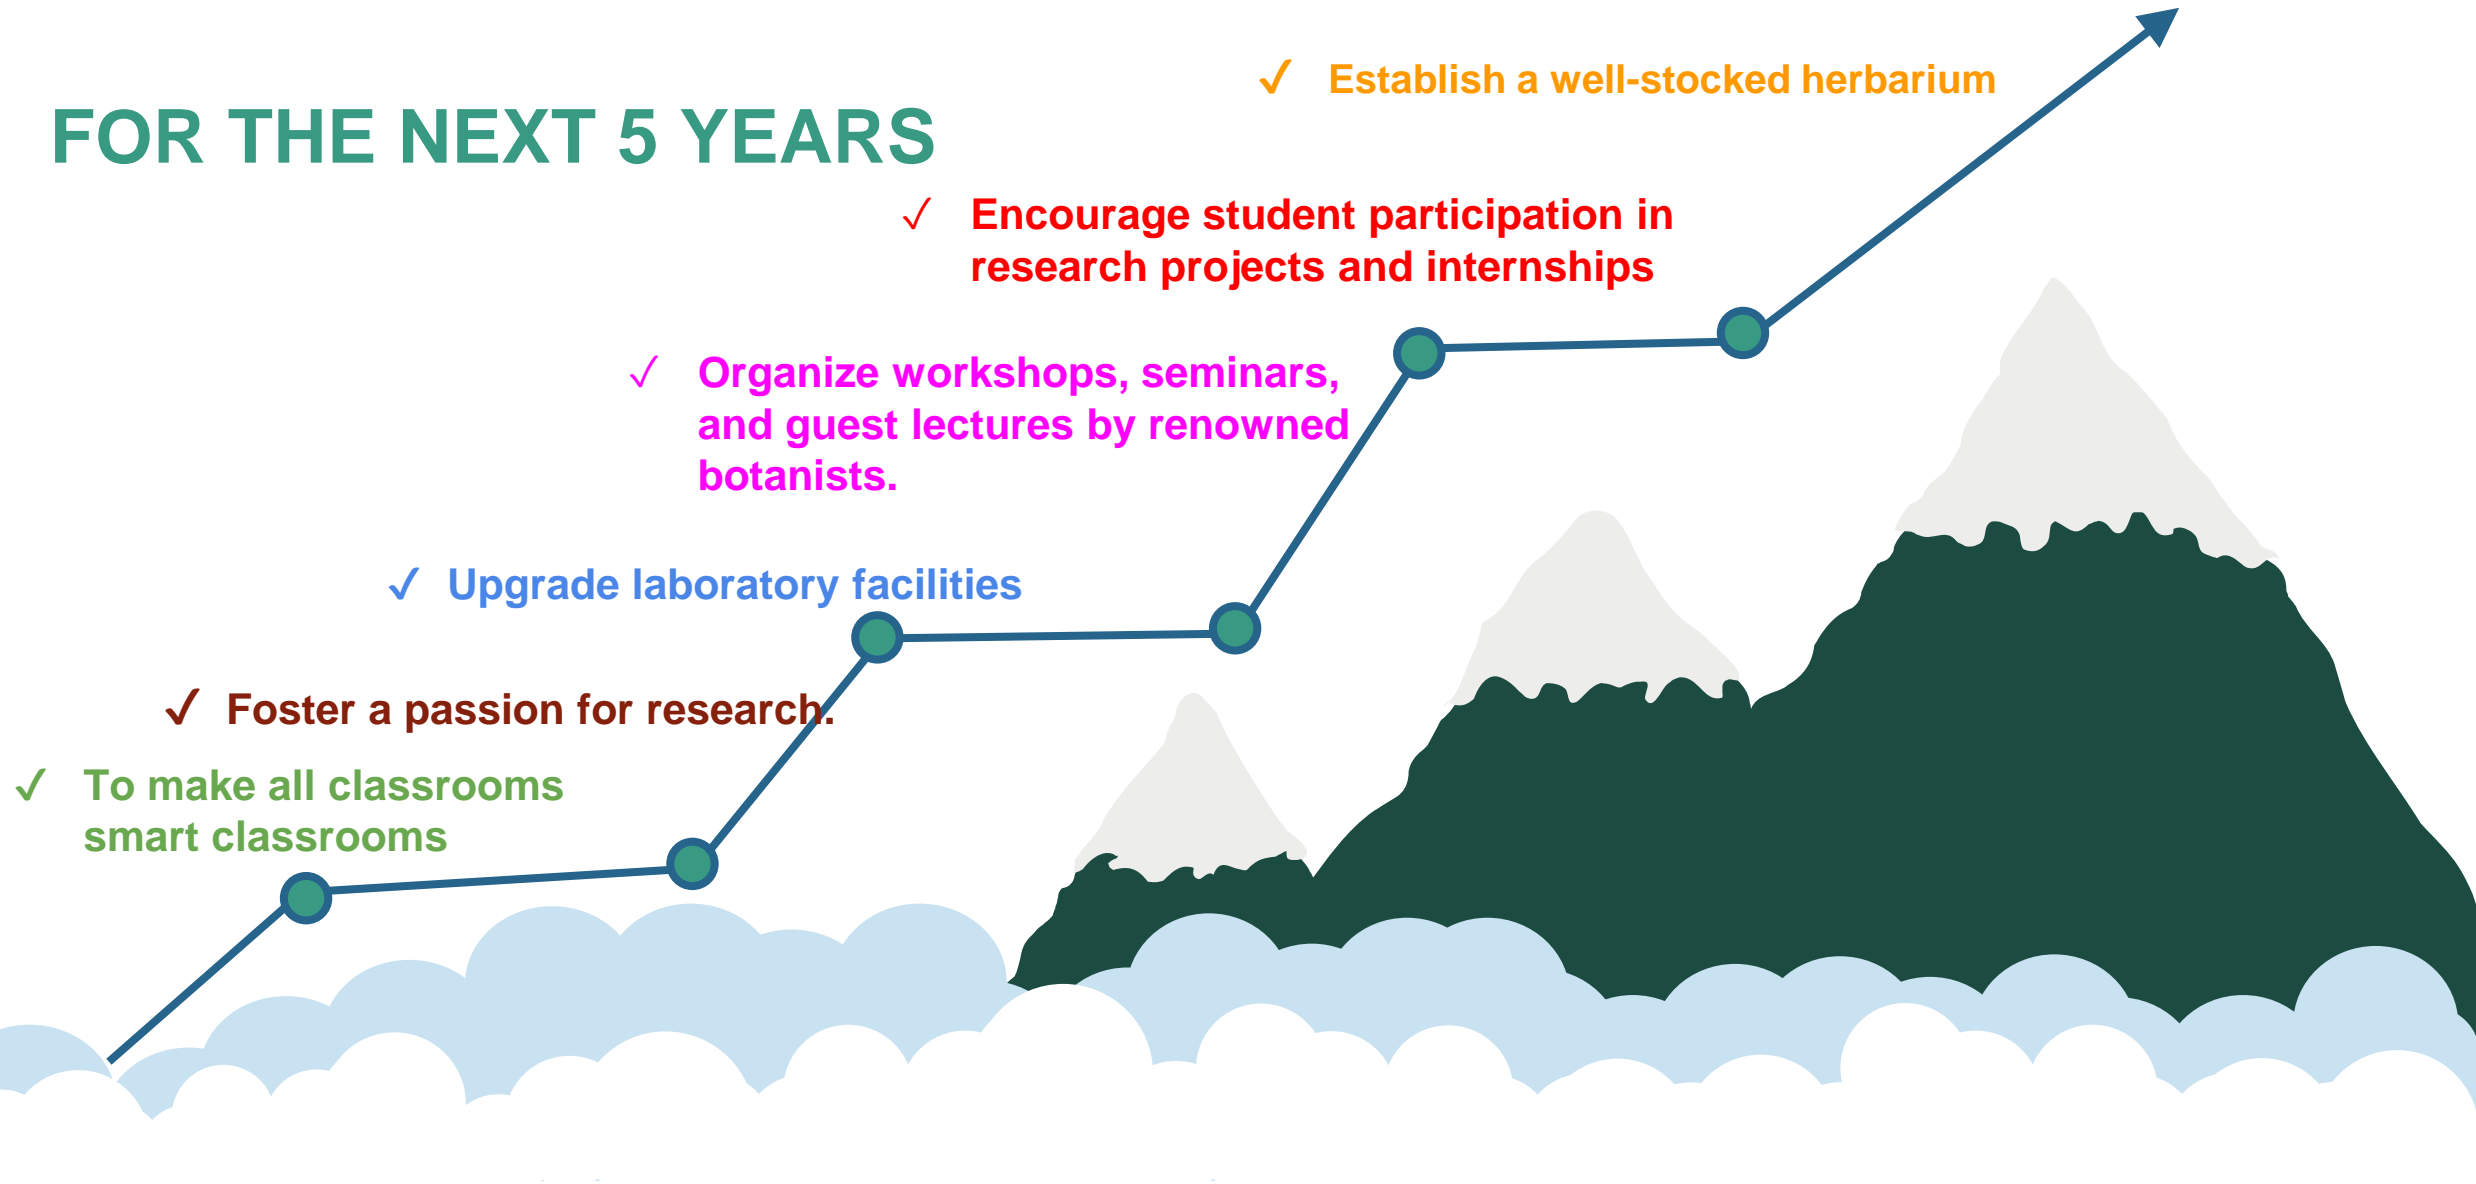 FOR THE NEXT 5 YEARS
✓ Establish a well-stocked herbarium
✓ Encourage student participation in
research projects and internships
✓ Organize workshops, seminars,
and guest lectures by renowned
botanists.
✓ Upgrade laboratory facilities
✓ Foster a passion for research.
✓ To make all classrooms
smart classrooms